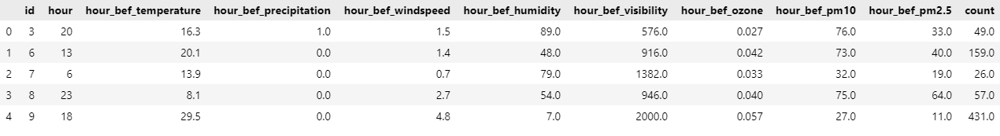 id hour hour_bef_temperature hour_bef_precipitation hour_bef_windspeed hour_bef_humidity hour_bef_visibility hour_bef_ozone hour_bef_pm10 hour_bef_pm2.5 count
0 3 20 16.3 1.0 1.5 89.0 576.0 0.027 76.0 33.0 49.0
1 6 13 20.1 0.0 1.4 48.0 916.0 0.042 73.0 40.0 159.0
2 7 6 13.9 0.0 0.7 79.0 1382.0 0.033 32.0 19.0 26.0
3 8 23 8.1 0.0 2.7 54.0 946.0 0.040 75.0 64.0 57.0
4 9 18 29.5 0.0 4.8 7.0 2000.0 0.057 27.0 11.0 431.0